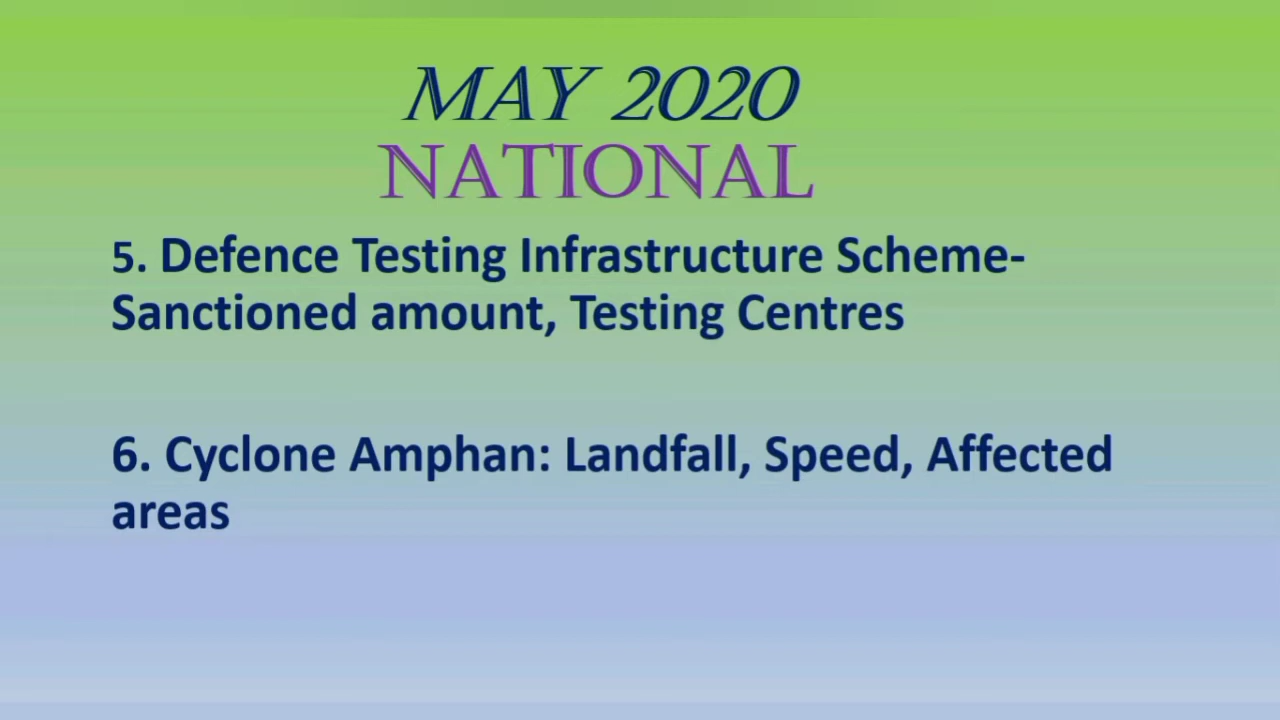 MAY 2020
NATIONAL
5. Defence Testing Infrastructure Scheme-
Sanctioned amount, Testing Centres
6. Cyclone Amphan: Landfall, Speed, Affected
areas